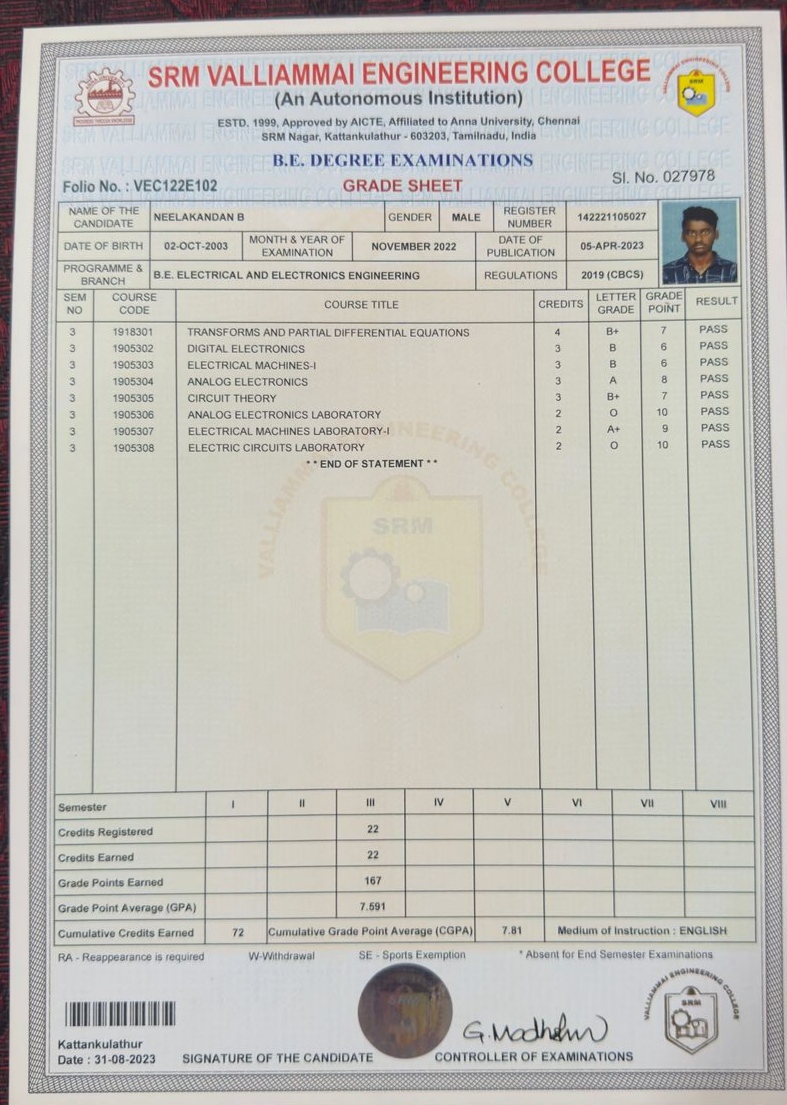 SRM VALLIAMMAI ENGINEERING COLLEGE
(An Autonomous Institution)
ESTD. 1999, Approved by AICTE, Affiliated to Anna University, Chennai
SRM Nagar, Kattankulathur - 603203, Tamilnadu, India
B.E. DEGREE EXAMINATIONS
Folio No. : VEC122E102 GRADE SHEET Sl. No. 027978
NAME OF THE CANDIDATE NEELAKANDAN B GENDER MALE REGISTER NUMBER 142221105027
DATE OF BIRTH 02-OCT-2003 MONTH & YEAR OF EXAMINATION NOVEMBER 2022 DATE OF PUBLICATION 05-APR-2023
PROGRAMME & BRANCH B.E. ELECTRICAL AND ELECTRONICS ENGINEERING REGULATIONS 2019 (CBCS)
SEM NO COURSE CODE COURSE TITLE CREDITS LETTER GRADE GRADE POINT RESULT
3 1918301 TRANSFORMS AND PARTIAL DIFFERENTIAL EQUATIONS 4 B+ 7 PASS
3 1905302 DIGITAL ELECTRONICS 3 B 6 PASS
3 1905303 ELECTRICAL MACHINES-I 3 B 6 PASS
3 1905304 ANALOG ELECTRONICS 3 A 8 PASS
3 1905305 CIRCUIT THEORY 3 B+ 7 PASS
3 1905306 ANALOG ELECTRONICS LABORATORY 2 O 10 PASS
3 1905307 ELECTRICAL MACHINES LABORATORY-I 2 A+ 9 PASS
3 1905308 ELECTRIC CIRCUITS LABORATORY 2 O 10 PASS
** END OF STATEMENT **
VALLIAMMAI ENGINEERING COLLEGE
SRM
Semester I II III IV V VI VII VIII
Credits Registered 22
Credits Earned 22
Grade Points Earned 167
Grade Point Average (GPA) 7.591
Cumulative Credits Earned 72 Cumulative Grade Point Average (CGPA) 7.81 Medium of Instruction : ENGLISH
RA - Reappearance is required W-Withdrawal SE - Sports Exemption * Absent for End Semester Examinations
SRM
VALLIAMMAI ENGINEERING COLLEGE
SRM
Kattankulathur
Date : 31-08-2023 SIGNATURE OF THE CANDIDATE CONTROLLER OF EXAMINATIONS